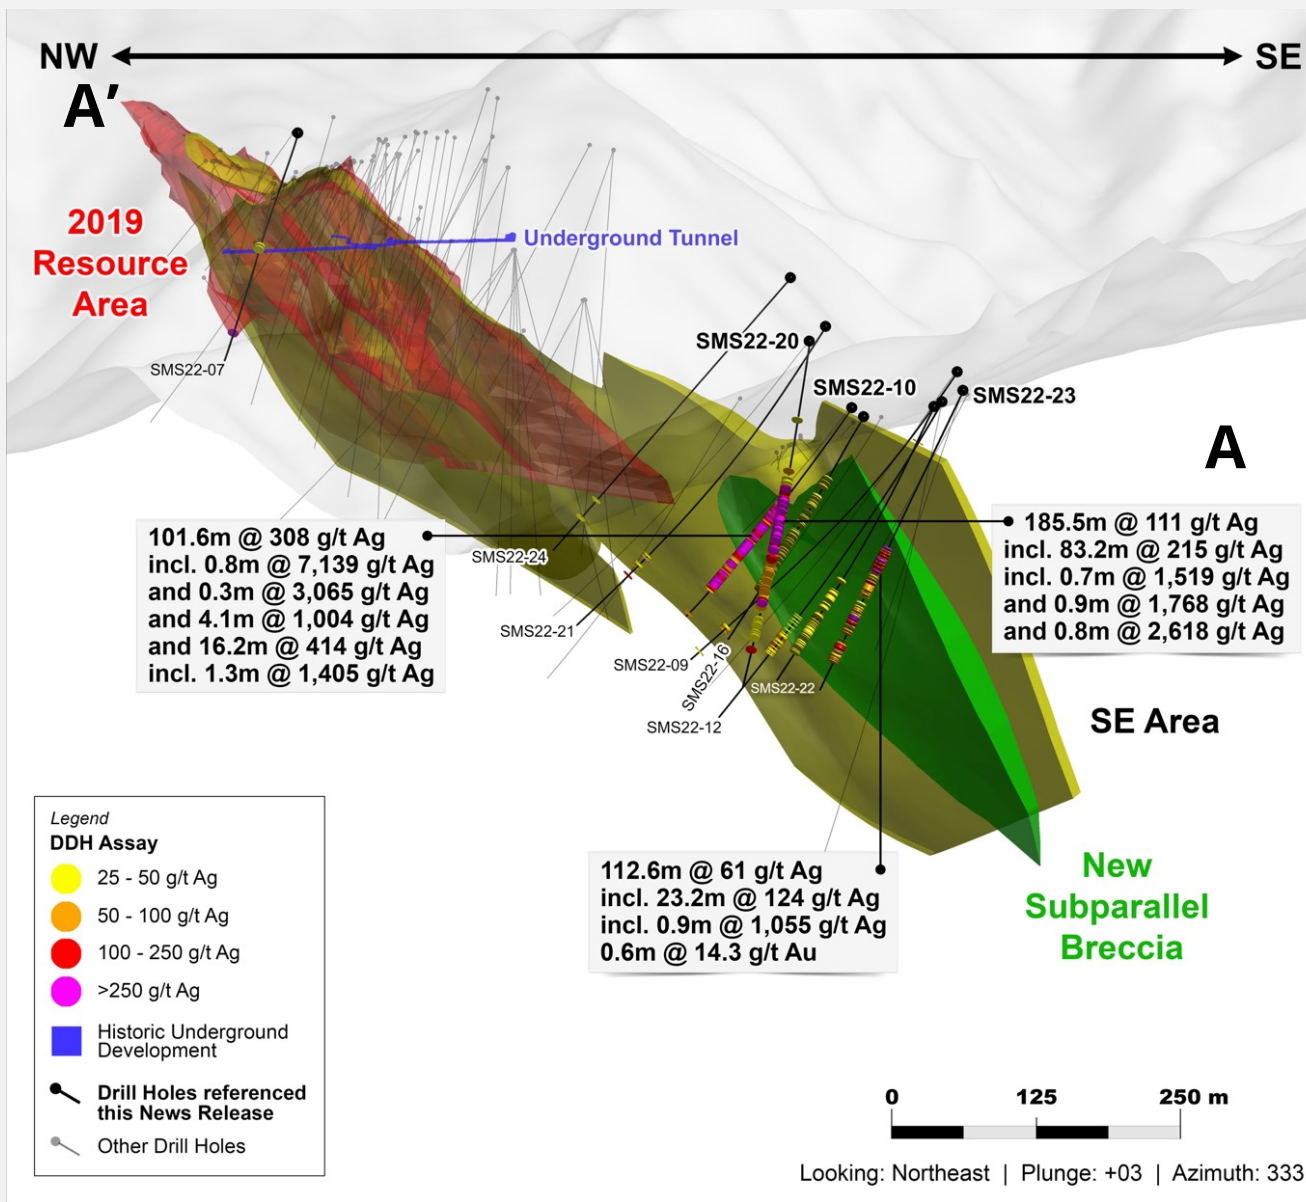 NW
SE
A′
2019
Resource
Area
Underground Tunnel
SMS22-07
SMS22-20
SMS22-10
SMS22-23
A
101.6m @ 308 g/t Ag
incl. 0.8m @ 7,139 g/t Ag
and 0.3m @ 3,065 g/t Ag
and 4.1m @ 1,004 g/t Ag
and 16.2m @ 414 g/t Ag
incl. 1.3m @ 1,405 g/t Ag
185.5m @ 111 g/t Ag
incl. 83.2m @ 215 g/t Ag
incl. 0.7m @ 1,519 g/t Ag
and 0.9m @ 1,768 g/t Ag
and 0.8m @ 2,618 g/t Ag
SMS22-24
SMS22-21
SMS22-09
SMS22-16
SMS22-22
SMS22-12
SE Area
112.6m @ 61 g/t Ag
incl. 23.2m @ 124 g/t Ag
incl. 0.9m @ 1,055 g/t Ag
0.6m @ 14.3 g/t Au
New
Subparallel
Breccia
Legend
DDH Assay
25 - 50 g/t Ag
50 - 100 g/t Ag
100 - 250 g/t Ag
>250 g/t Ag
Historic Underground
Development
Drill Holes referenced
this News Release
Other Drill Holes
0 125 250 m
Looking: Northeast | Plunge: +03 | Azimuth: 333